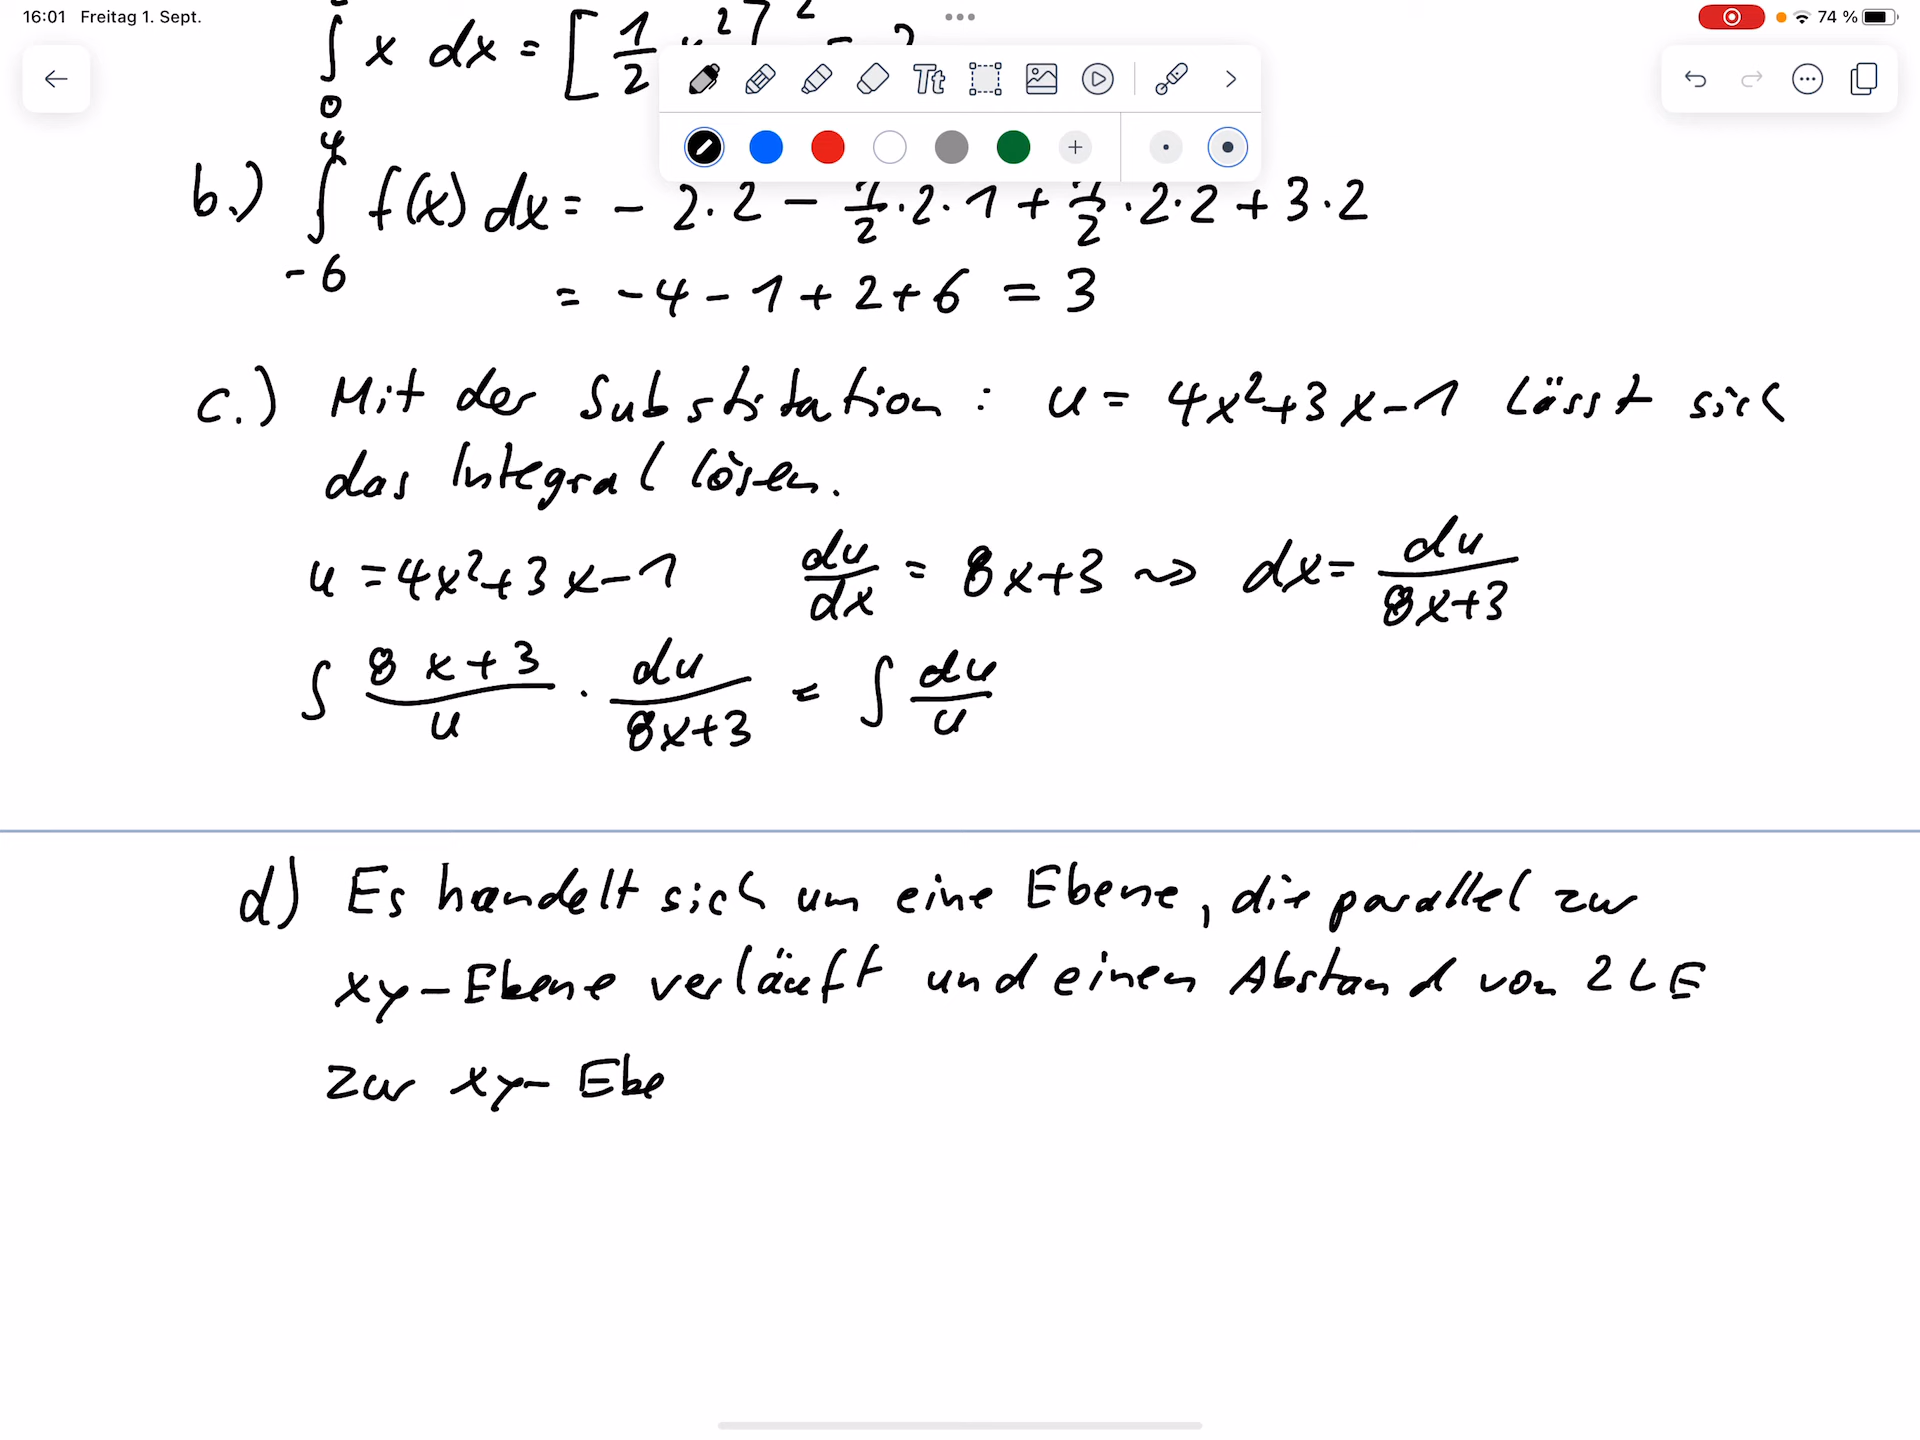 16:01 Freitag 1. Sept.
74 %
∫ x dx = [ 1/2 x² ]² = 2
0
Tt
4
b.) ∫ f(x) dx = - 2·2 - 1/2·2·1 + 1/2·2·2 + 3·2
-6
= -4 - 1 + 2 + 6 = 3
c.) Mit der Substitution : u = 4x²+3x-1 lässt sich
das Integral lösen.
u = 4x²+3x-1 du/dx = 8x+3 ⇝ dx = du/8x+3
∫ 8x+3/u · du/8x+3 = ∫ du/u
d) Es handelt sich um eine Ebene, die parallel zur
xy-Ebene verläuft und einen Abstand von 2 LE
zur xy-Ebe